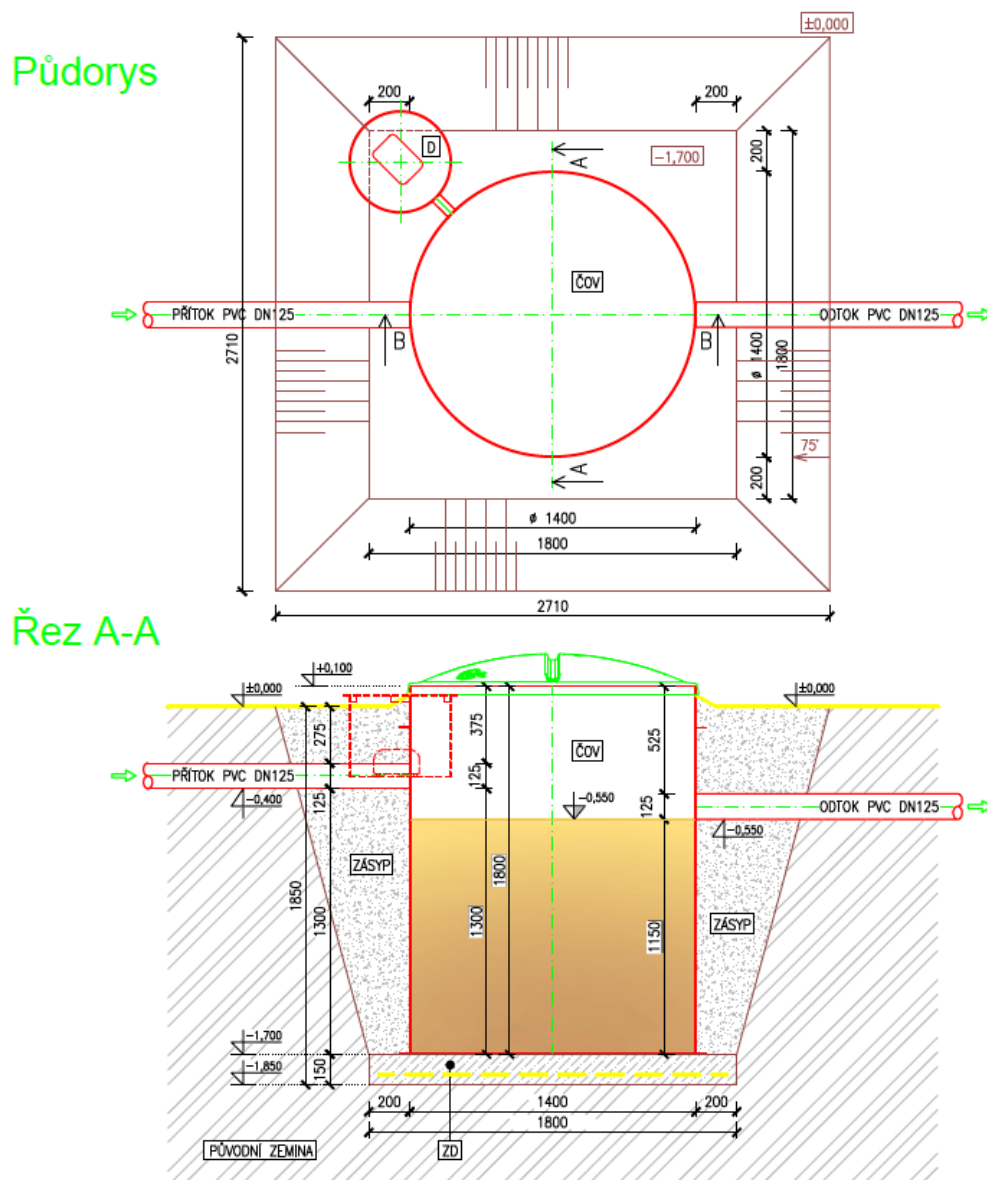 Půdorys
±0,000
200
200
D
A
-1,700
200
ČOV
PŘÍTOK PVC DN125
ODTOK PVC DN125
B
B
2710
ø 1400
1800
75°
A
200
ø 1400
1800
2710
Řez A-A
+0,100
±0,000
±0,000
275
375
525
ČOV
PŘÍTOK PVC DN125
125
-0,400
125
-0,550
125
ODTOK PVC DN125
-0,550
ZÁSYP
1850
1300
1300
1800
1150
ZÁSYP
-1,700
-1,850
150
200
1400
200
1800
PŮVODNÍ ZEMINA
ZD